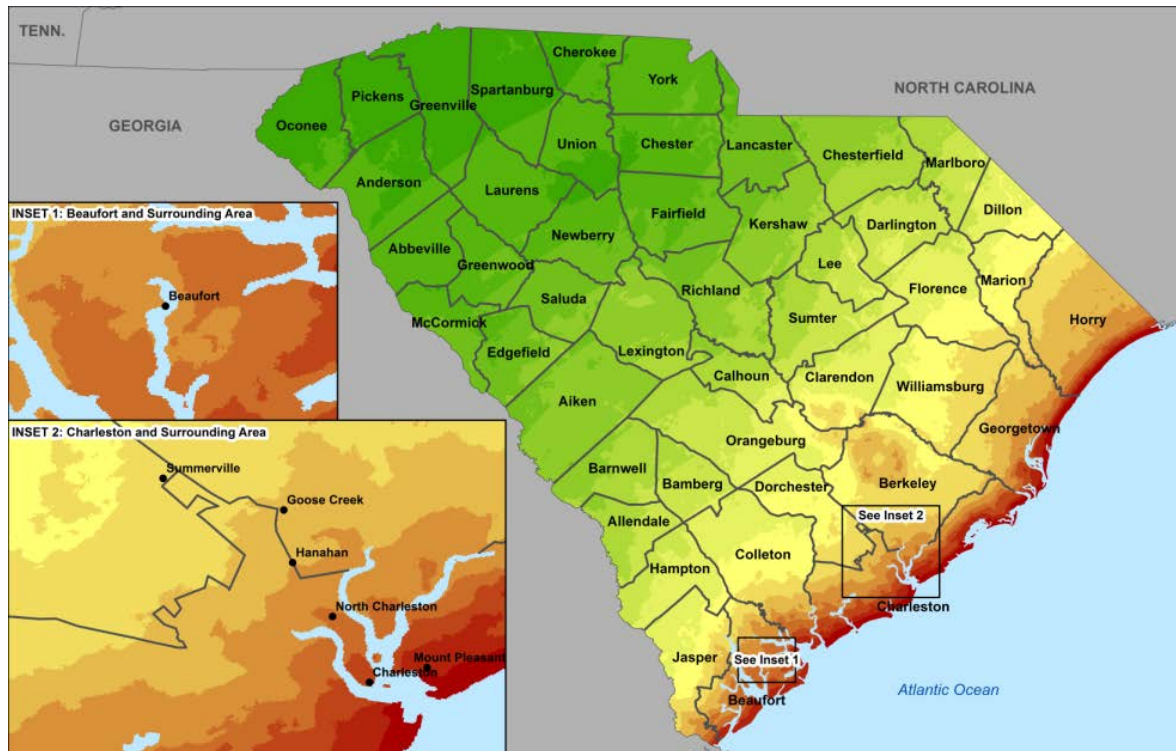 TENN.
NORTH CAROLINA
GEORGIA
Cherokee
York
Spartanburg
Pickens
Greenville
Oconee
Union
Chester
Lancaster
Chesterfield
Marlboro
Anderson
Laurens
Dillon
Fairfield
Kershaw
Darlington
Newberry
Abbeville
Greenwood
Lee
Marion
Florence
Saluda
Richland
Sumter
Horry
McCormick
Edgefield
Lexington
Calhoun
Clarendon
Williamsburg
Aiken
Georgetown
Orangeburg
Barnwell
Bamberg
Dorchester
Berkeley
Allendale
See Inset 2
Colleton
Hampton
Charleston
Jasper
See Inset 1
Beaufort
Atlantic Ocean
INSET 1: Beaufort and Surrounding Area
Beaufort
INSET 2: Charleston and Surrounding Area
Summerville
Goose Creek
Hanahan
North Charleston
Mount Pleasant
Charleston